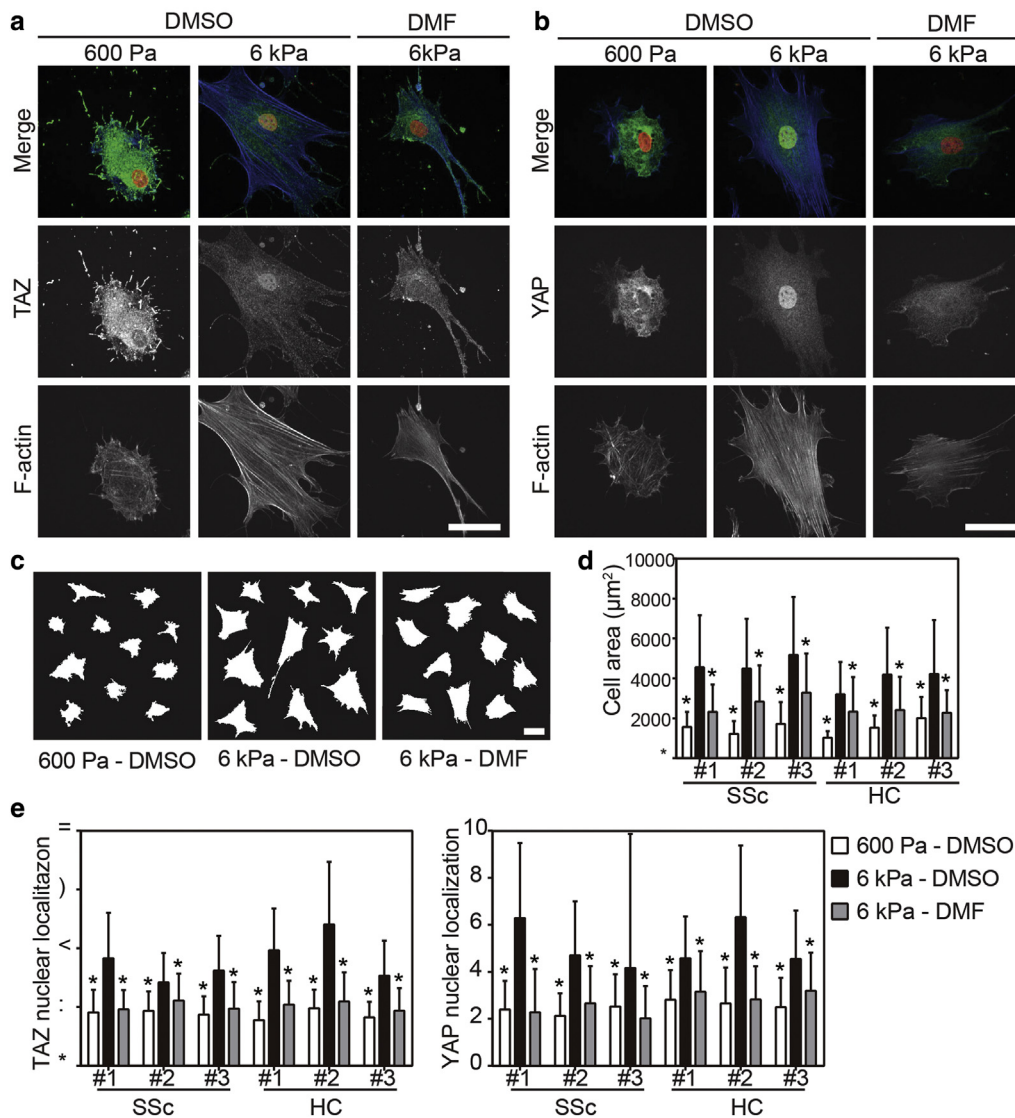 a
DMSO
DMF
600 Pa
6 kPa
6kPa
Merge
TAZ
F-actin
b
DMSO
DMF
600 Pa
6 kPa
6 kPa
Merge
YAP
F-actin
c
600 Pa - DMSO
6 kPa - DMSO
6 kPa - DMF
d
Cell area (µm²)
10000
8000
6000
4000
2000
*
* * * * * * * * * * * *
#1 #2 #3 #1 #2 #3
SSc HC
e
TAZ nuclear localitazon
=
)
<
:
*
* * * * * * * * * * * *
#1 #2 #3 #1 #2 #3
SSc HC
YAP nuclear localization
10
8
6
4
2
0
* * * * * * * * * * * *
#1 #2 #3 #1 #2 #3
SSc HC
600 Pa - DMSO
6 kPa - DMSO
6 kPa - DMF